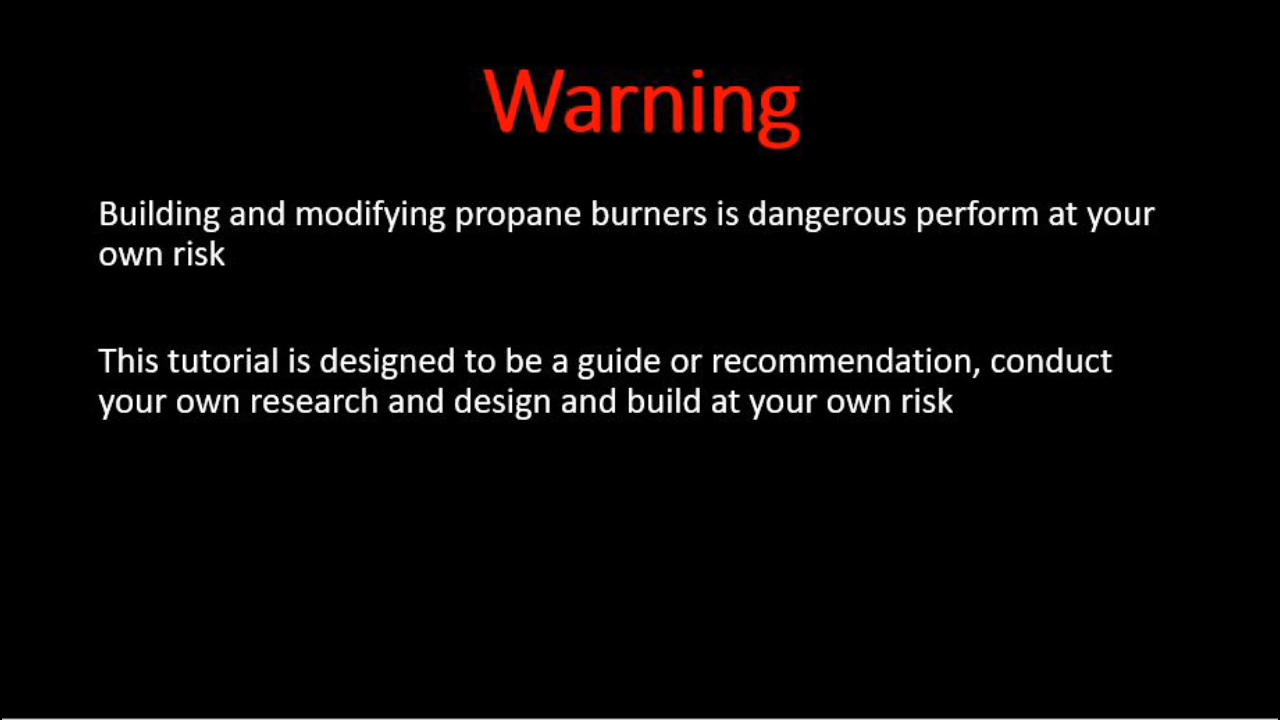 Warning
Building and modifying propane burners is dangerous perform at your
own risk
This tutorial is designed to be a guide or recommendation, conduct
your own research and design and build at your own risk